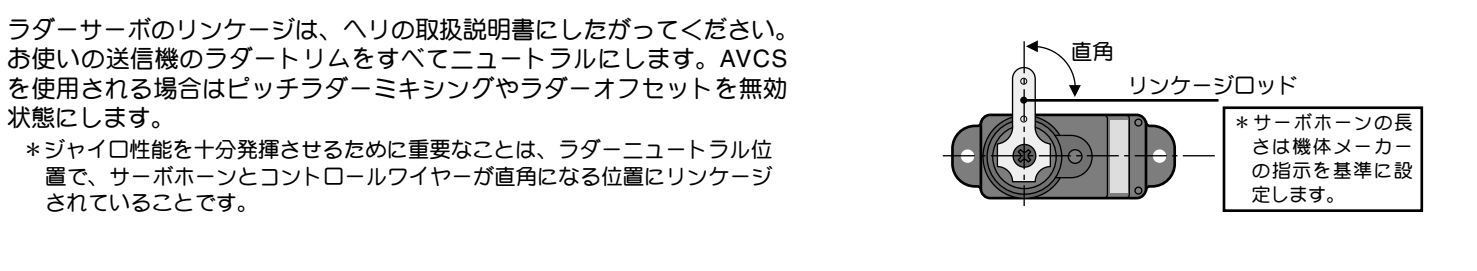 ラダーサーボのリンケージは、ヘリの取扱説明書にしたがってください。
お使いの送信機のラダートリムをすべてニュートラルにします。AVCS
を使用される場合はピッチラダーミキシングやラダーオフセットを無効
状態にします。
＊ジャイロ性能を十分発揮させるために重要なことは、ラダーニュートラル位
置で、サーボホーンとコントロールワイヤーが直角になる位置にリンケージ
されていることです。
直角
リンケージロッド
＊サーボホーンの長
さは機体メーカー
の指示を基準に設
定します。